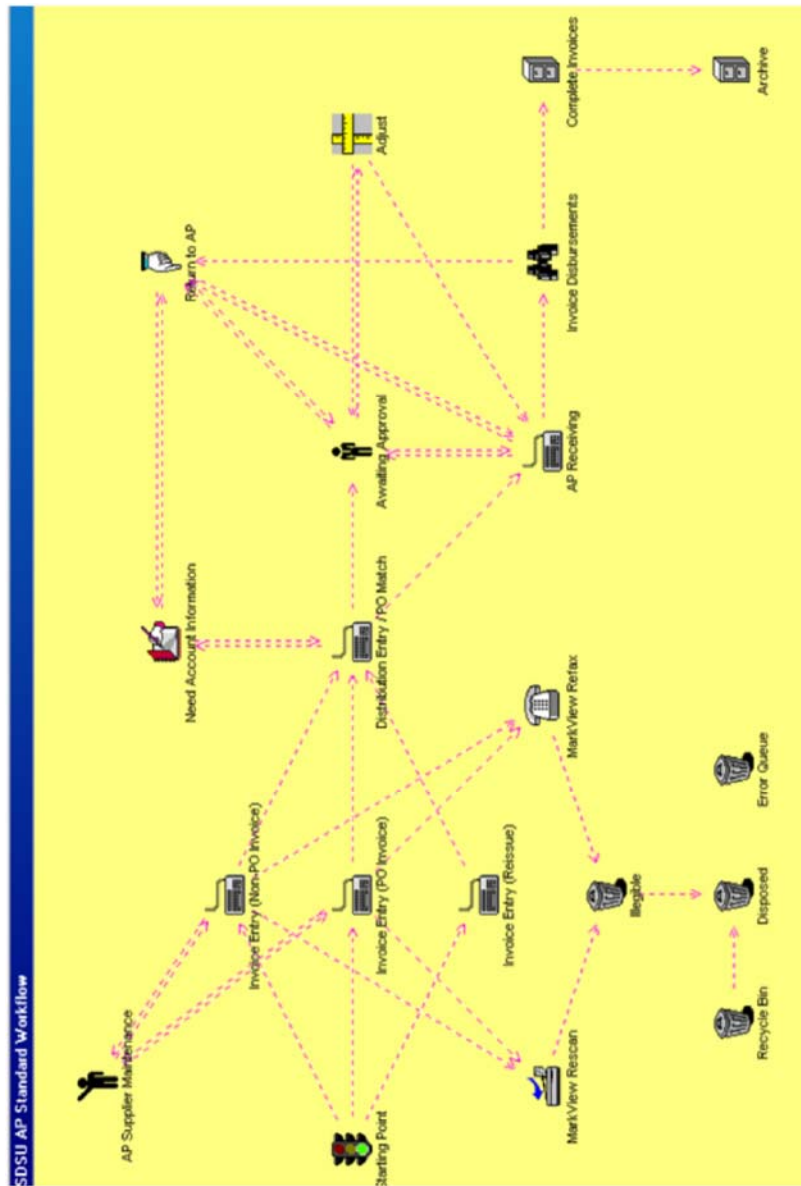 SDSU AP Standard Workflow
AP Supplier Maintenance
Need Account Information
Return to AP
Invoice Entry (Non-PO Invoice)
Starting Point
Invoice Entry (PO Invoice)
Distribution Entry / PO Match
Awaiting Approval
Adjust
Invoice Entry (Reissue)
MarkView Rescan
MarkView Refax
AP Receiving
Invoice Disbursements
Complete Invoices
Illegible
Recycle Bin
Disposed
Error Queue
Archive